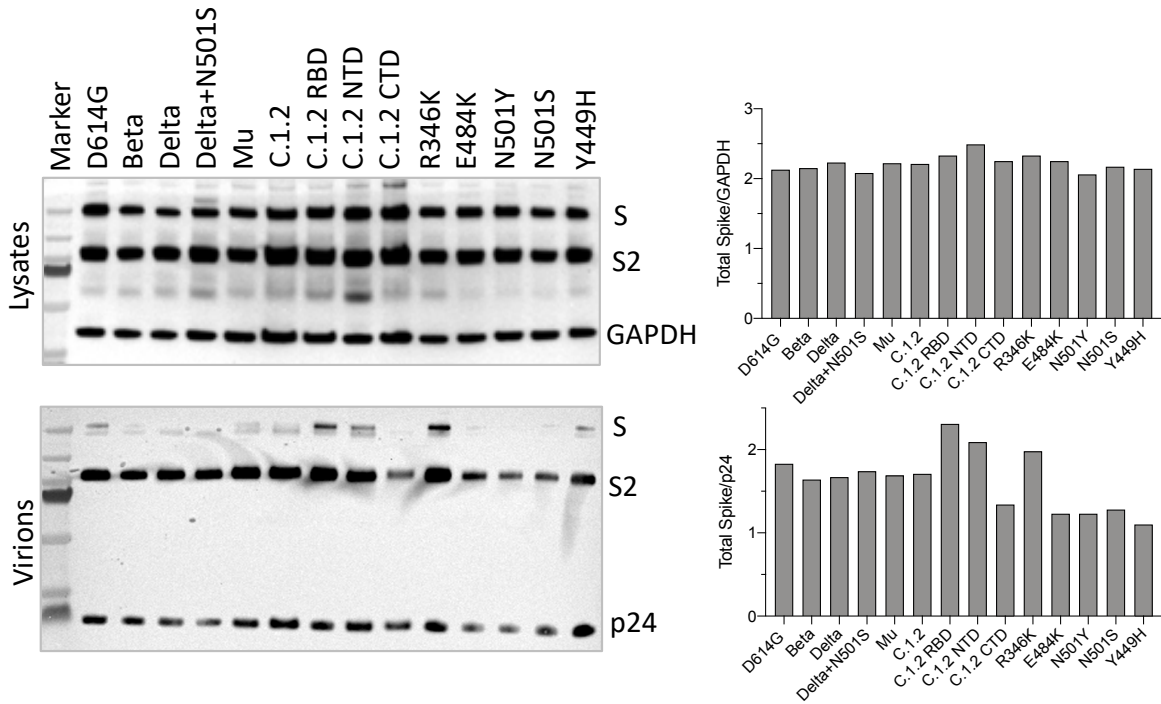 Marker
D614G
Beta
Delta
Delta+N501S
Mu
C.1.2
C.1.2 RBD
C.1.2 NTD
C.1.2 CTD
R346K
E484K
N501Y
N501S
Y449H
Lysates
S
S2
GAPDH
Virions
S
S2
p24
Total Spike/GAPDH
3
2
1
0
D614G
Beta
Delta
Delta+N501S
Mu
C.1.2
C.1.2 RBD
C.1.2 NTD
C.1.2 CTD
R346K
E484K
N501Y
N501S
Y449H
Total Spike/p24
2
1
0
D614G
Beta
Delta
Delta+N501S
Mu
C.1.2
C.1.2 RBD
C.1.2 NTD
C.1.2 CTD
R346K
E484K
N501Y
N501S
Y449H